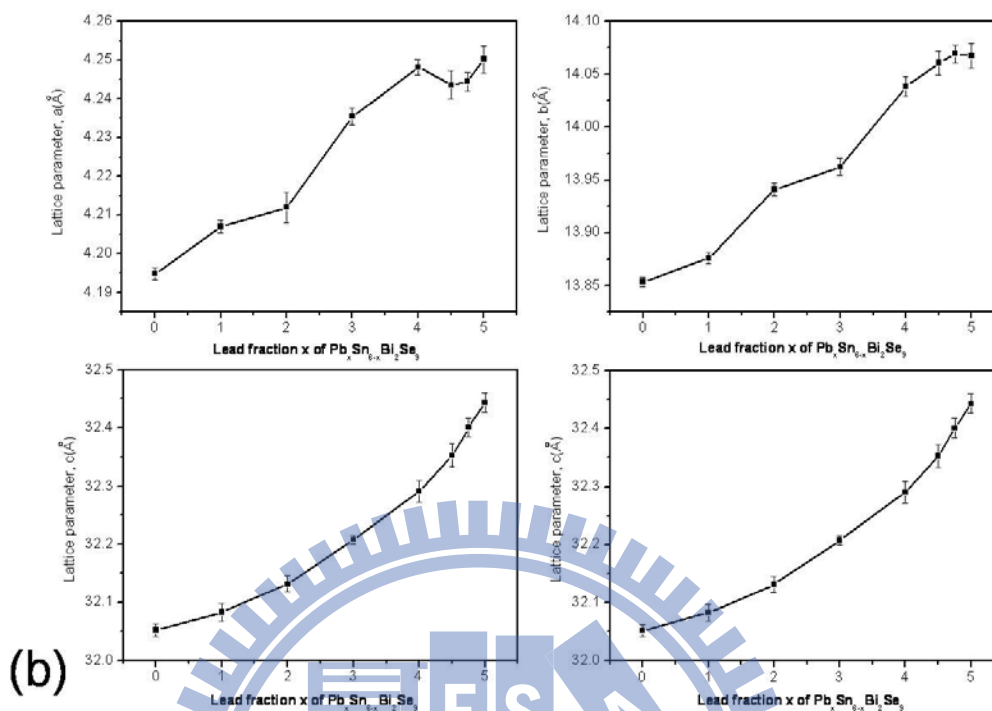 4.26
4.25
4.24
4.23
4.22
4.21
4.20
4.19
Lattice parameter, a(Å)
0 1 2 3 4 5
Lead fraction x of PbₓSn₆₋ₓBi₂Se₉
14.10
14.05
14.00
13.95
13.90
13.85
Lattice parameter, b(Å)
0 1 2 3 4 5
Lead fraction x of PbₓSn₆₋ₓBi₂Se₉
32.5
32.4
32.3
32.2
32.1
32.0
Lattice parameter, c(Å)
0 1 2 3 4 5
Lead fraction x of PbₓSn₆₋ₓBi₂Se₉
32.5
32.4
32.3
32.2
32.1
32.0
Lattice parameter, c(Å)
0 1 2 3 4 5
Lead fraction x of PbₓSn₆₋ₓBi₂Se₉
(b)
ESA